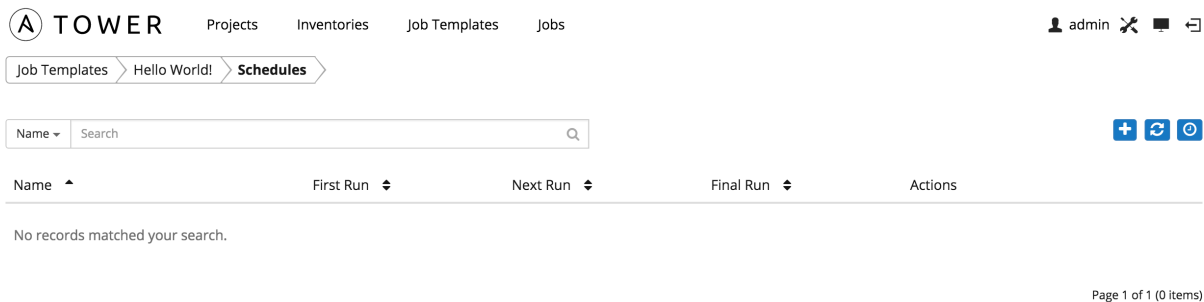 A TOWER Projects Inventories Job Templates Jobs admin
Job Templates Hello World! Schedules
Name Search
Name First Run Next Run Final Run Actions
No records matched your search.
Page 1 of 1 (0 items)